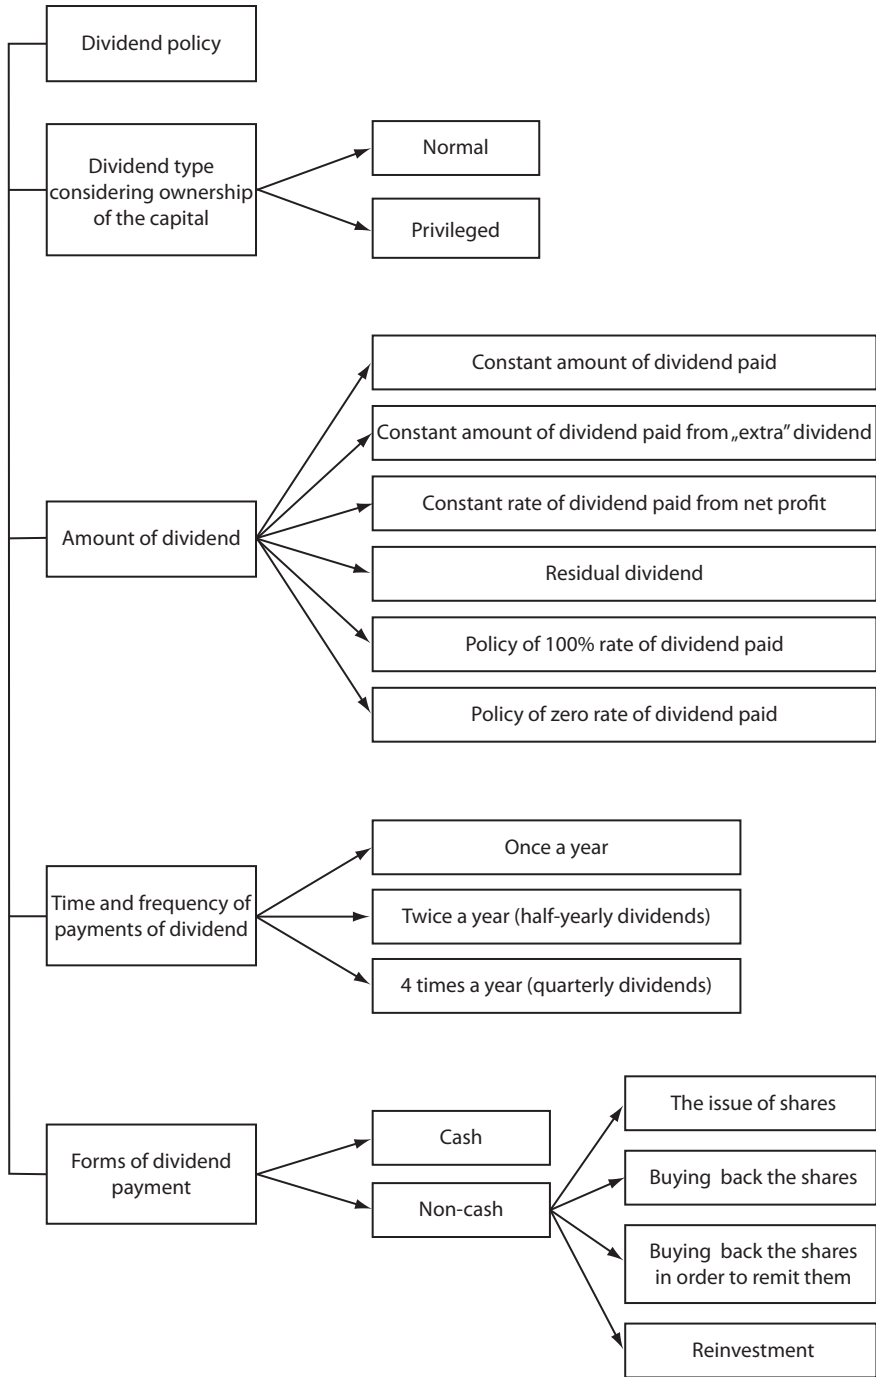 Dividend policy
Dividend type
considering ownership
of the capital
Normal
Privileged
Amount of dividend
Constant amount of dividend paid
Constant amount of dividend paid from „extra” dividend
Constant rate of dividend paid from net profit
Residual dividend
Policy of 100% rate of dividend paid
Policy of zero rate of dividend paid
Time and frequency of
payments of dividend
Once a year
Twice a year (half-yearly dividends)
4 times a year (quarterly dividends)
Forms of dividend
payment
Cash
Non-cash
The issue of shares
Buying back the shares
Buying back the shares
in order to remit them
Reinvestment